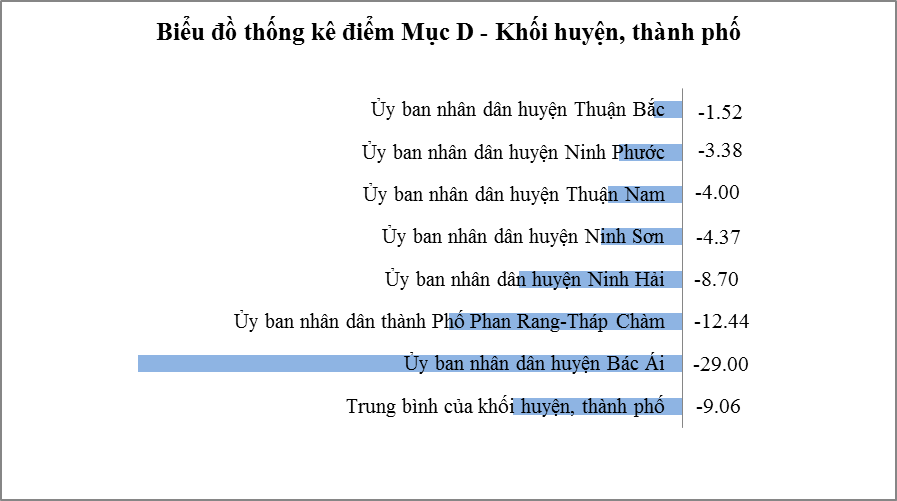 Biểu đồ thống kê điểm Mục D - Khối huyện, thành phố
Ủy ban nhân dân huyện Thuận Bắc -1.52
Ủy ban nhân dân huyện Ninh Phước -3.38
Ủy ban nhân dân huyện Thuận Nam -4.00
Ủy ban nhân dân huyện Ninh Sơn -4.37
Ủy ban nhân dân huyện Ninh Hải -8.70
Ủy ban nhân dân thành Phố Phan Rang-Tháp Chàm -12.44
Ủy ban nhân dân huyện Bác Ái -29.00
Trung bình của khối huyện, thành phố -9.06